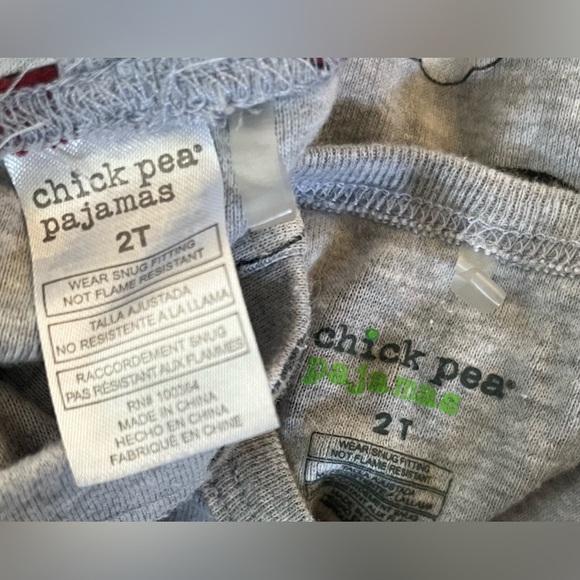 chick pea®
pajamas
2T
WEAR SNUG FITTING
NOT FLAME RESISTANT
TALLA AJUSTADA
NO RESISTENTE A LA LLAMA
RACCORDEMENT SNUG
PAS RÉSISTANT AUX FLAMMES
RN# 100364
MADE IN CHINA
HECHO EN CHINA
FABRIQUÉ EN CHINE
chick pea®
pajamas
2T
WEAR SNUG FITTING
NOT FLAME RESISTANT